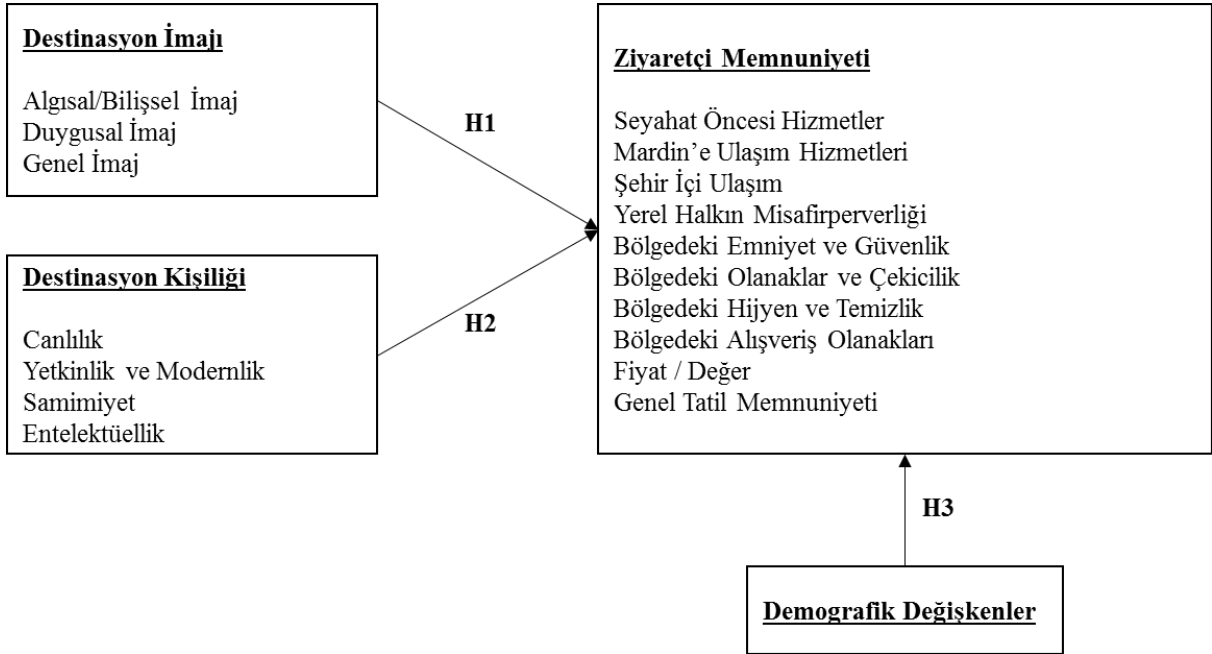 Destinasyon İmajı
Algısal/Bilişsel İmaj
Duygusal İmaj
Genel İmaj
H1
Destinasyon Kişiliği
Canlılık
Yetkinlik ve Modernlik
Samimiyet
Entelektüellik
H2
Ziyaretçi Memnuniyeti
Seyahat Öncesi Hizmetler
Mardin’e Ulaşım Hizmetleri
Şehir İçi Ulaşım
Yerel Halkın Misafirperverliği
Bölgedeki Emniyet ve Güvenlik
Bölgedeki Olanaklar ve Çekicilik
Bölgedeki Hijyen ve Temizlik
Bölgedeki Alışveriş Olanakları
Fiyat / Değer
Genel Tatil Memnuniyeti
H3
Demografik Değişkenler